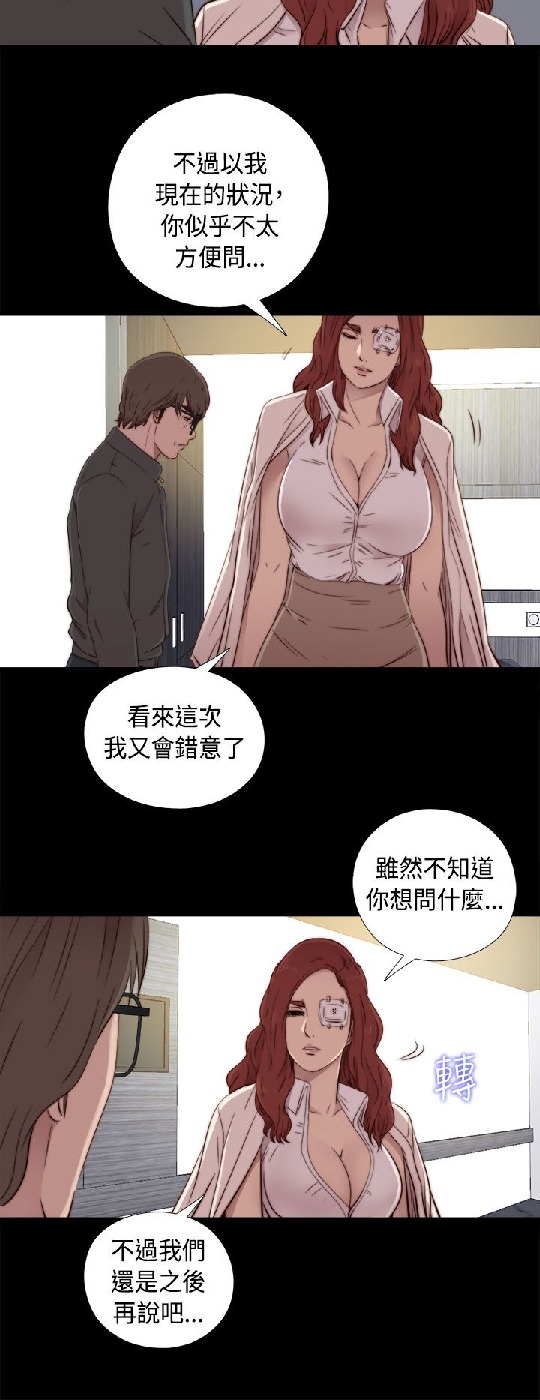 不過以我
現在的狀況，
你似乎不太
方便問...
看來這次
我又會錯意了
雖然不知道
你想問什麼...
轉
不過我們
還是之後
再說吧...